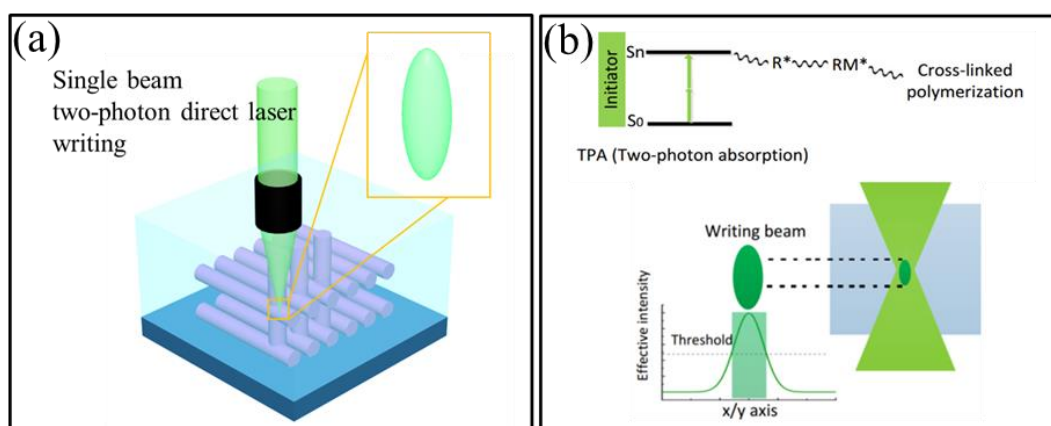 (a)
Single beam
two-photon direct laser
writing
(b)
Initiator
Sn
S0
R*
RM*
Cross-linked
polymerization
TPA (Two-photon absorption)
Writing beam
Effective intensity
Threshold
x/y axis